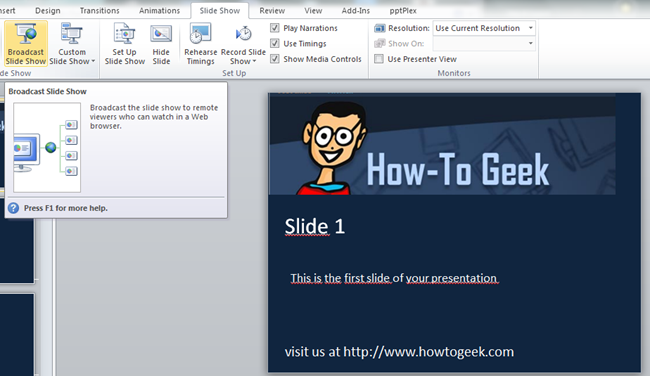 nsert Design Transitions Animations Slide Show Review View Add-Ins pptPlex
Broadcast Slide Show
Custom Slide Show
Set Up Slide Show
Hide Slide
Rehearse Timings
Record Slide Show
Play Narrations
Use Timings
Show Media Controls
Resolution: Use Current Resolution
Show On:
Use Presenter View
de Show
Set Up
Monitors
Broadcast Slide Show
Broadcast the slide show to remote
viewers who can watch in a Web
browser.
Press F1 for more help.
How-To Geek
Slide 1
This is the first slide of your presentation
visit us at http://www.howtogeek.com